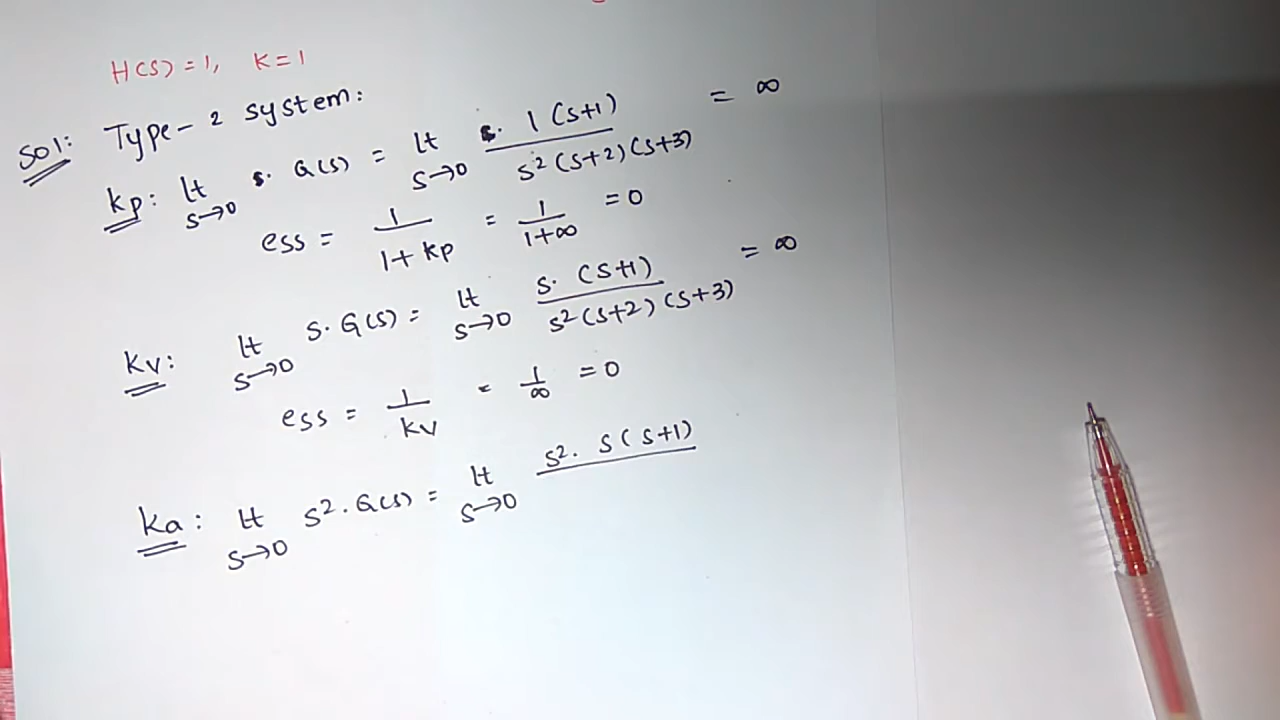 H(S) = 1, K = 1
Sol: Type - 2 system:
Kp: lt S→0 s. G(s) = lt S→0 s. 1(s+1) / s²(s+2)(s+3) = ∞
ess = 1 / 1+Kp = 1 / 1+∞ = 0
Kv: lt S→0 s. G(s) = lt S→0 s. (s+1) / s²(s+2)(s+3) = ∞
ess = 1 / Kv = 1 / ∞ = 0
Ka: lt S→0 s². G(s) = lt S→0 s². s(s+1)